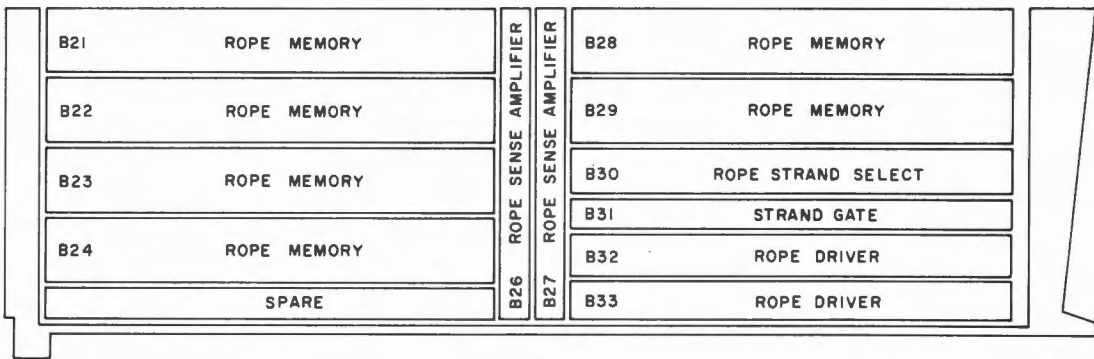 B21 ROPE MEMORY
B22 ROPE MEMORY
B23 ROPE MEMORY
B24 ROPE MEMORY
SPARE
B26 ROPE SENSE AMPLIFIER
B27 ROPE SENSE AMPLIFIER
B28 ROPE MEMORY
B29 ROPE MEMORY
B30 ROPE STRAND SELECT
B31 STRAND GATE
B32 ROPE DRIVER
B33 ROPE DRIVER